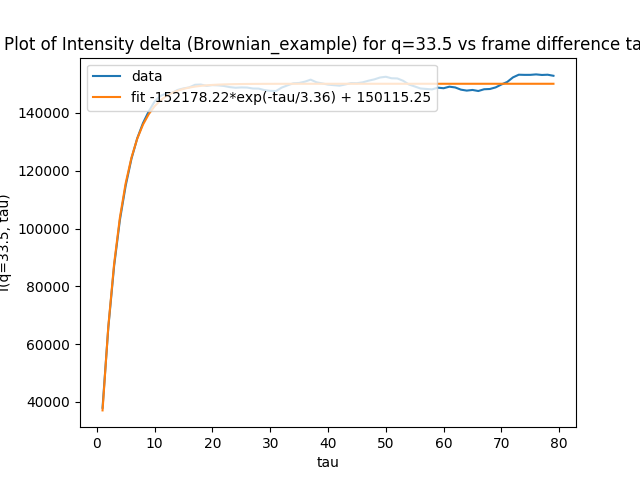 Plot of Intensity delta (Brownian_example) for q=33.5 vs frame difference ta
data
fit -152178.22*exp(-tau/3.36) + 150115.25
140000
120000
100000
80000
60000
40000
I(q=33.5, tau)
0 10 20 30 40 50 60 70 80
tau